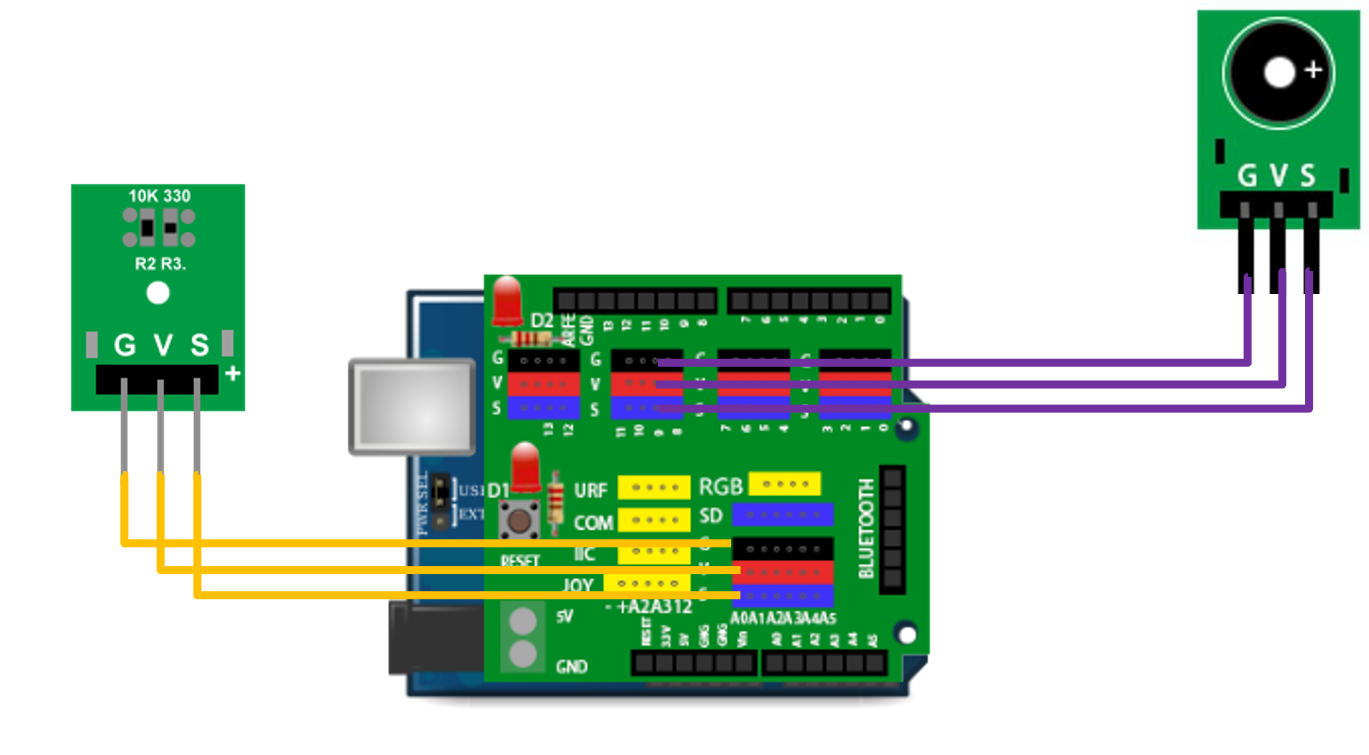 +
G V S
10K 330
R2 R3.
G V S
+
D2
ARFE
GND
13 12 11 10 9 8
7 6 5 4 3 2 1 0
G G
V V
S S
13 12
11 10 9 8
7 6 5 4
3 2 1 0
PWR SEL
USI
EXT
D1
URF
RGB
COM
SD
IIC
RESET
JOY
- +A2A312
BLUETOOTH
A0A1A2A3A4A5
5V
GND
RESET
3.3V
5V
GNG
GNG
Vin
A0
A1
A2
A3
A4
A5